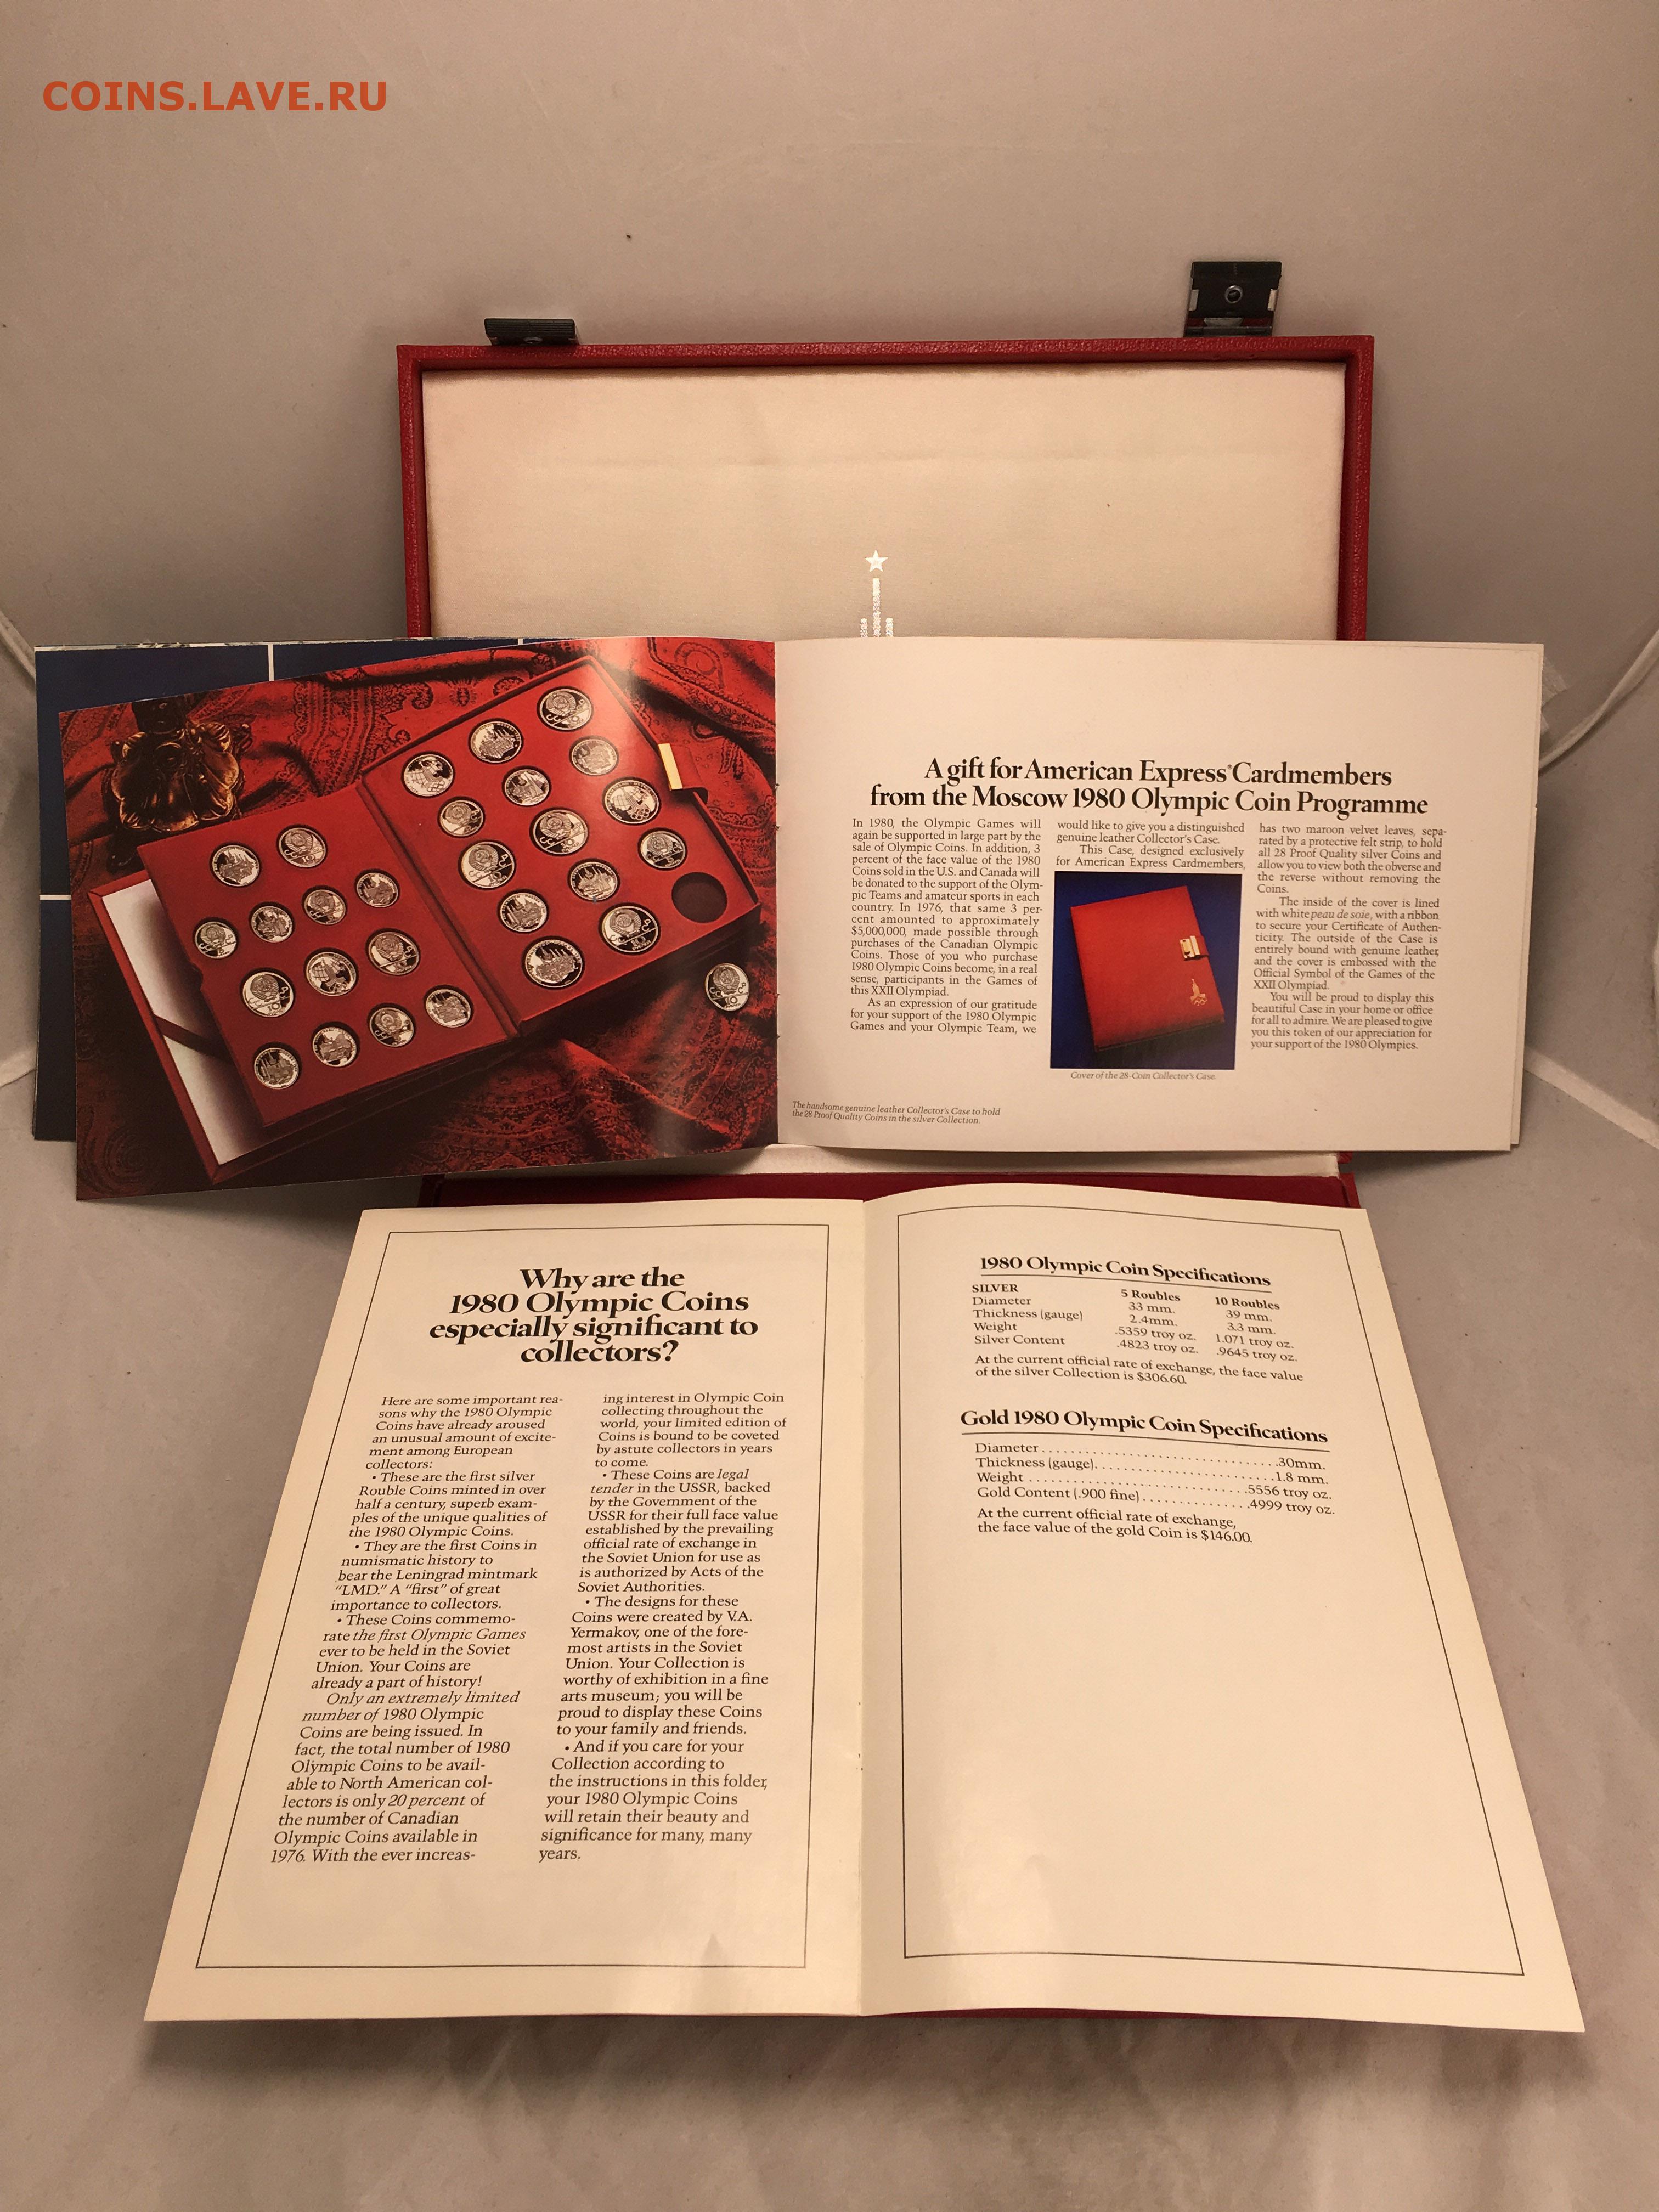 COINS.LAVE.RU
A gift for American Express® Cardmembers
from the Moscow 1980 Olympic Coin Programme
In 1980, the Olympic Games will
again be supported in large part by the
sale of Olympic Coins. In addition, 3
percent of the face value of the 1980
Coins sold in the U.S. and Canada will
be donated to the support of the Olym-
pic Teams and amateur sports in each
country. In 1976, that same 3 per-
cent amounted to approximately
$5,000,000, made possible through
purchases of the Canadian Olympic
Coins. Those of you who purchase
1980 Olympic Coins become, in a real
sense, participants in the Games of
this XXII Olympiad.
As an expression of our gratitude
for your support of the 1980 Olympic
Games and your Olympic Team, we
would like to give you a distinguished
genuine leather Collector's Case.
This Case, designed exclusively
for American Express Cardmembers,
Cover of the 28-Coin Collector's Case.
has two maroon velvet leaves, sepa-
rated by a protective felt strip, to hold
all 28 Proof Quality silver Coins and
allow you to view both the obverse and
the reverse without removing the
Coins.
The inside of the cover is lined
with white peau de soie, with a ribbon
to secure your Certificate of Authen-
ticity. The outside of the Case is
entirely bound with genuine leather,
and the cover is embossed with the
Official Symbol of the Games of the
XXII Olympiad.
You will be proud to display this
beautiful Case in your home or office
for all to admire. We are pleased to give
you this token of our appreciation for
your support of the 1980 Olympics.
The handsome genuine leather Collector's Case to hold
the 28 Proof Quality Coins in the silver Collection.
Why are the
1980 Olympic Coins
especially significant to
collectors?
Here are some important rea-
sons why the 1980 Olympic
Coins have already aroused
an unusual amount of excite-
ment among European
collectors:
• These are the first silver
Rouble Coins minted in over
half a century, superb exam-
ples of the unique qualities of
the 1980 Olympic Coins.
• They are the first Coins in
numismatic history to
bear the Leningrad mintmark
"LMD." A "first" of great
importance to collectors.
• These Coins commemo-
rate the first Olympic Games
ever to be held in the Soviet
Union. Your Coins are
already a part of history!
Only an extremely limited
number of 1980 Olympic
Coins are being issued. In
fact, the total number of 1980
Olympic Coins to be avail-
able to North American col-
lectors is only 20 percent of
the number of Canadian
Olympic Coins available in
1976. With the ever increas-
ing interest in Olympic Coin
collecting throughout the
world, your limited edition of
Coins is bound to be coveted
by astute collectors in years
to come.
• These Coins are legal
tender in the USSR, backed
by the Government of the
USSR for their full face value
established by the prevailing
official rate of exchange in
the Soviet Union for use as
is authorized by Acts of the
Soviet Authorities.
• The designs for these
Coins were created by V.A.
Yermakov, one of the fore-
most artists in the Soviet
Union. Your Collection is
worthy of exhibition in a fine
arts museum; you will be
proud to display these Coins
to your family and friends.
• And if you care for your
Collection according to
the instructions in this folder,
your 1980 Olympic Coins
will retain their beauty and
significance for many, many
years.
1980 Olympic Coin Specifications
SILVER 5 Roubles 10 Roubles
Diameter 33 mm. 39 mm.
Thickness (gauge) 2.4mm. 3.3 mm.
Weight .5359 troy oz. 1.071 troy oz.
Silver Content .4823 troy oz. .9645 troy oz.
At the current official rate of exchange, the face value
of the silver Collection is $306.60.
Gold 1980 Olympic Coin Specifications
Diameter . . . . . . . . . . . . . . . . . . . . . . . . . . . . . 30mm.
Thickness (gauge). . . . . . . . . . . . . . . . . . . . . . . 1.8 mm.
Weight . . . . . . . . . . . . . . . . . . . . . . . . . . .5556 troy oz.
Gold Content (.900 fine) . . . . . . . . . . . . .4999 troy oz.
At the current official rate of exchange,
the face value of the gold Coin is $146.00.